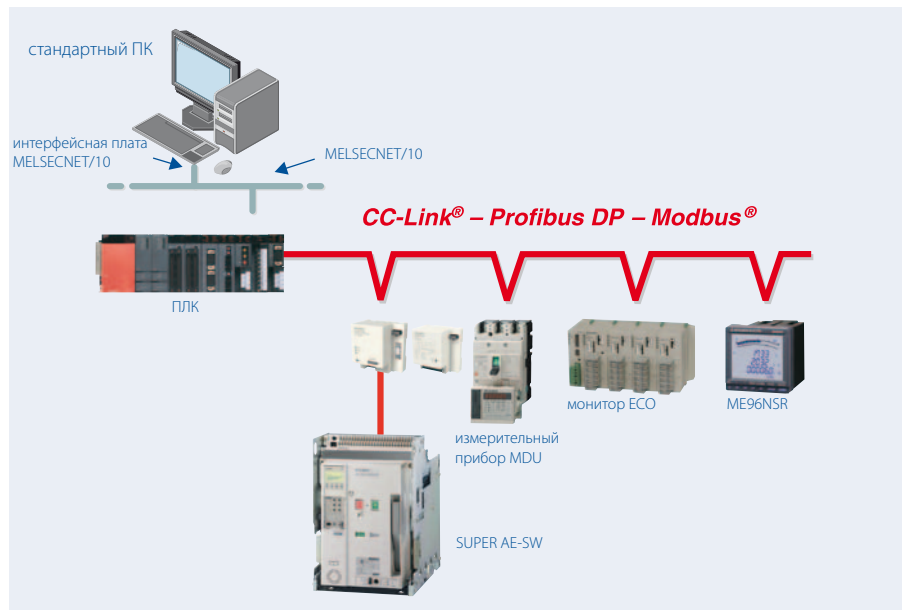 стандартный ПК
интерфейсная плата
MELSECNET/10
MELSECNET/10
CC-Link® – Profibus DP – Modbus®
ПЛК
монитор ECO
ME96NSR
измерительный
прибор MDU
SUPER AE-SW